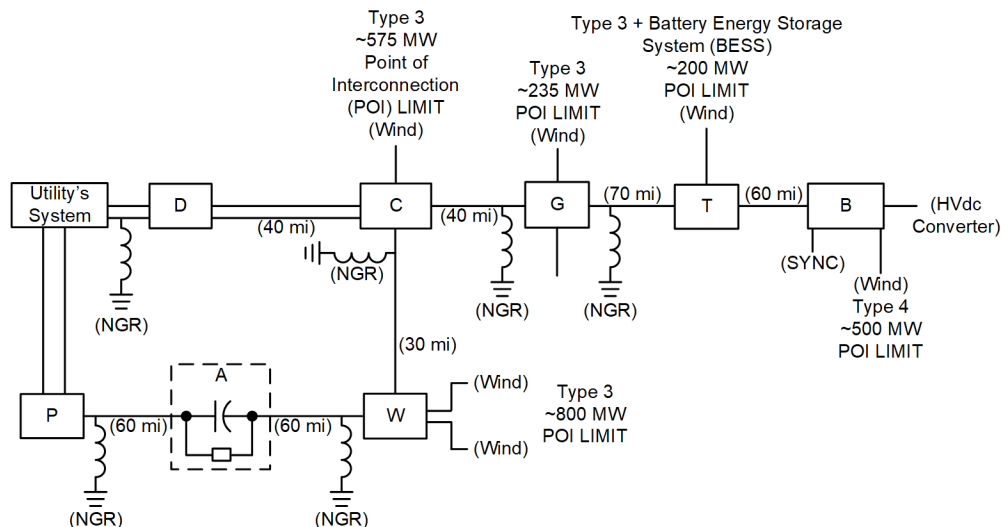 Type 3
~575 MW
Point of
Interconnection
(POI) LIMIT
(Wind)
Type 3
~235 MW
POI LIMIT
(Wind)
Type 3 + Battery Energy Storage
System (BESS)
~200 MW
POI LIMIT
(Wind)
Utility’s
System
D
(40 mi)
C
(40 mi)
G
(70 mi)
T
(60 mi)
B
(HVdc
Converter)
(NGR)
(NGR)
(NGR)
(NGR)
(SYNC)
(Wind)
Type 4
~500 MW
POI LIMIT
(30 mi)
P
(60 mi)
A
(60 mi)
W
(Wind)
(Wind)
Type 3
~800 MW
POI LIMIT
(NGR)
(NGR)